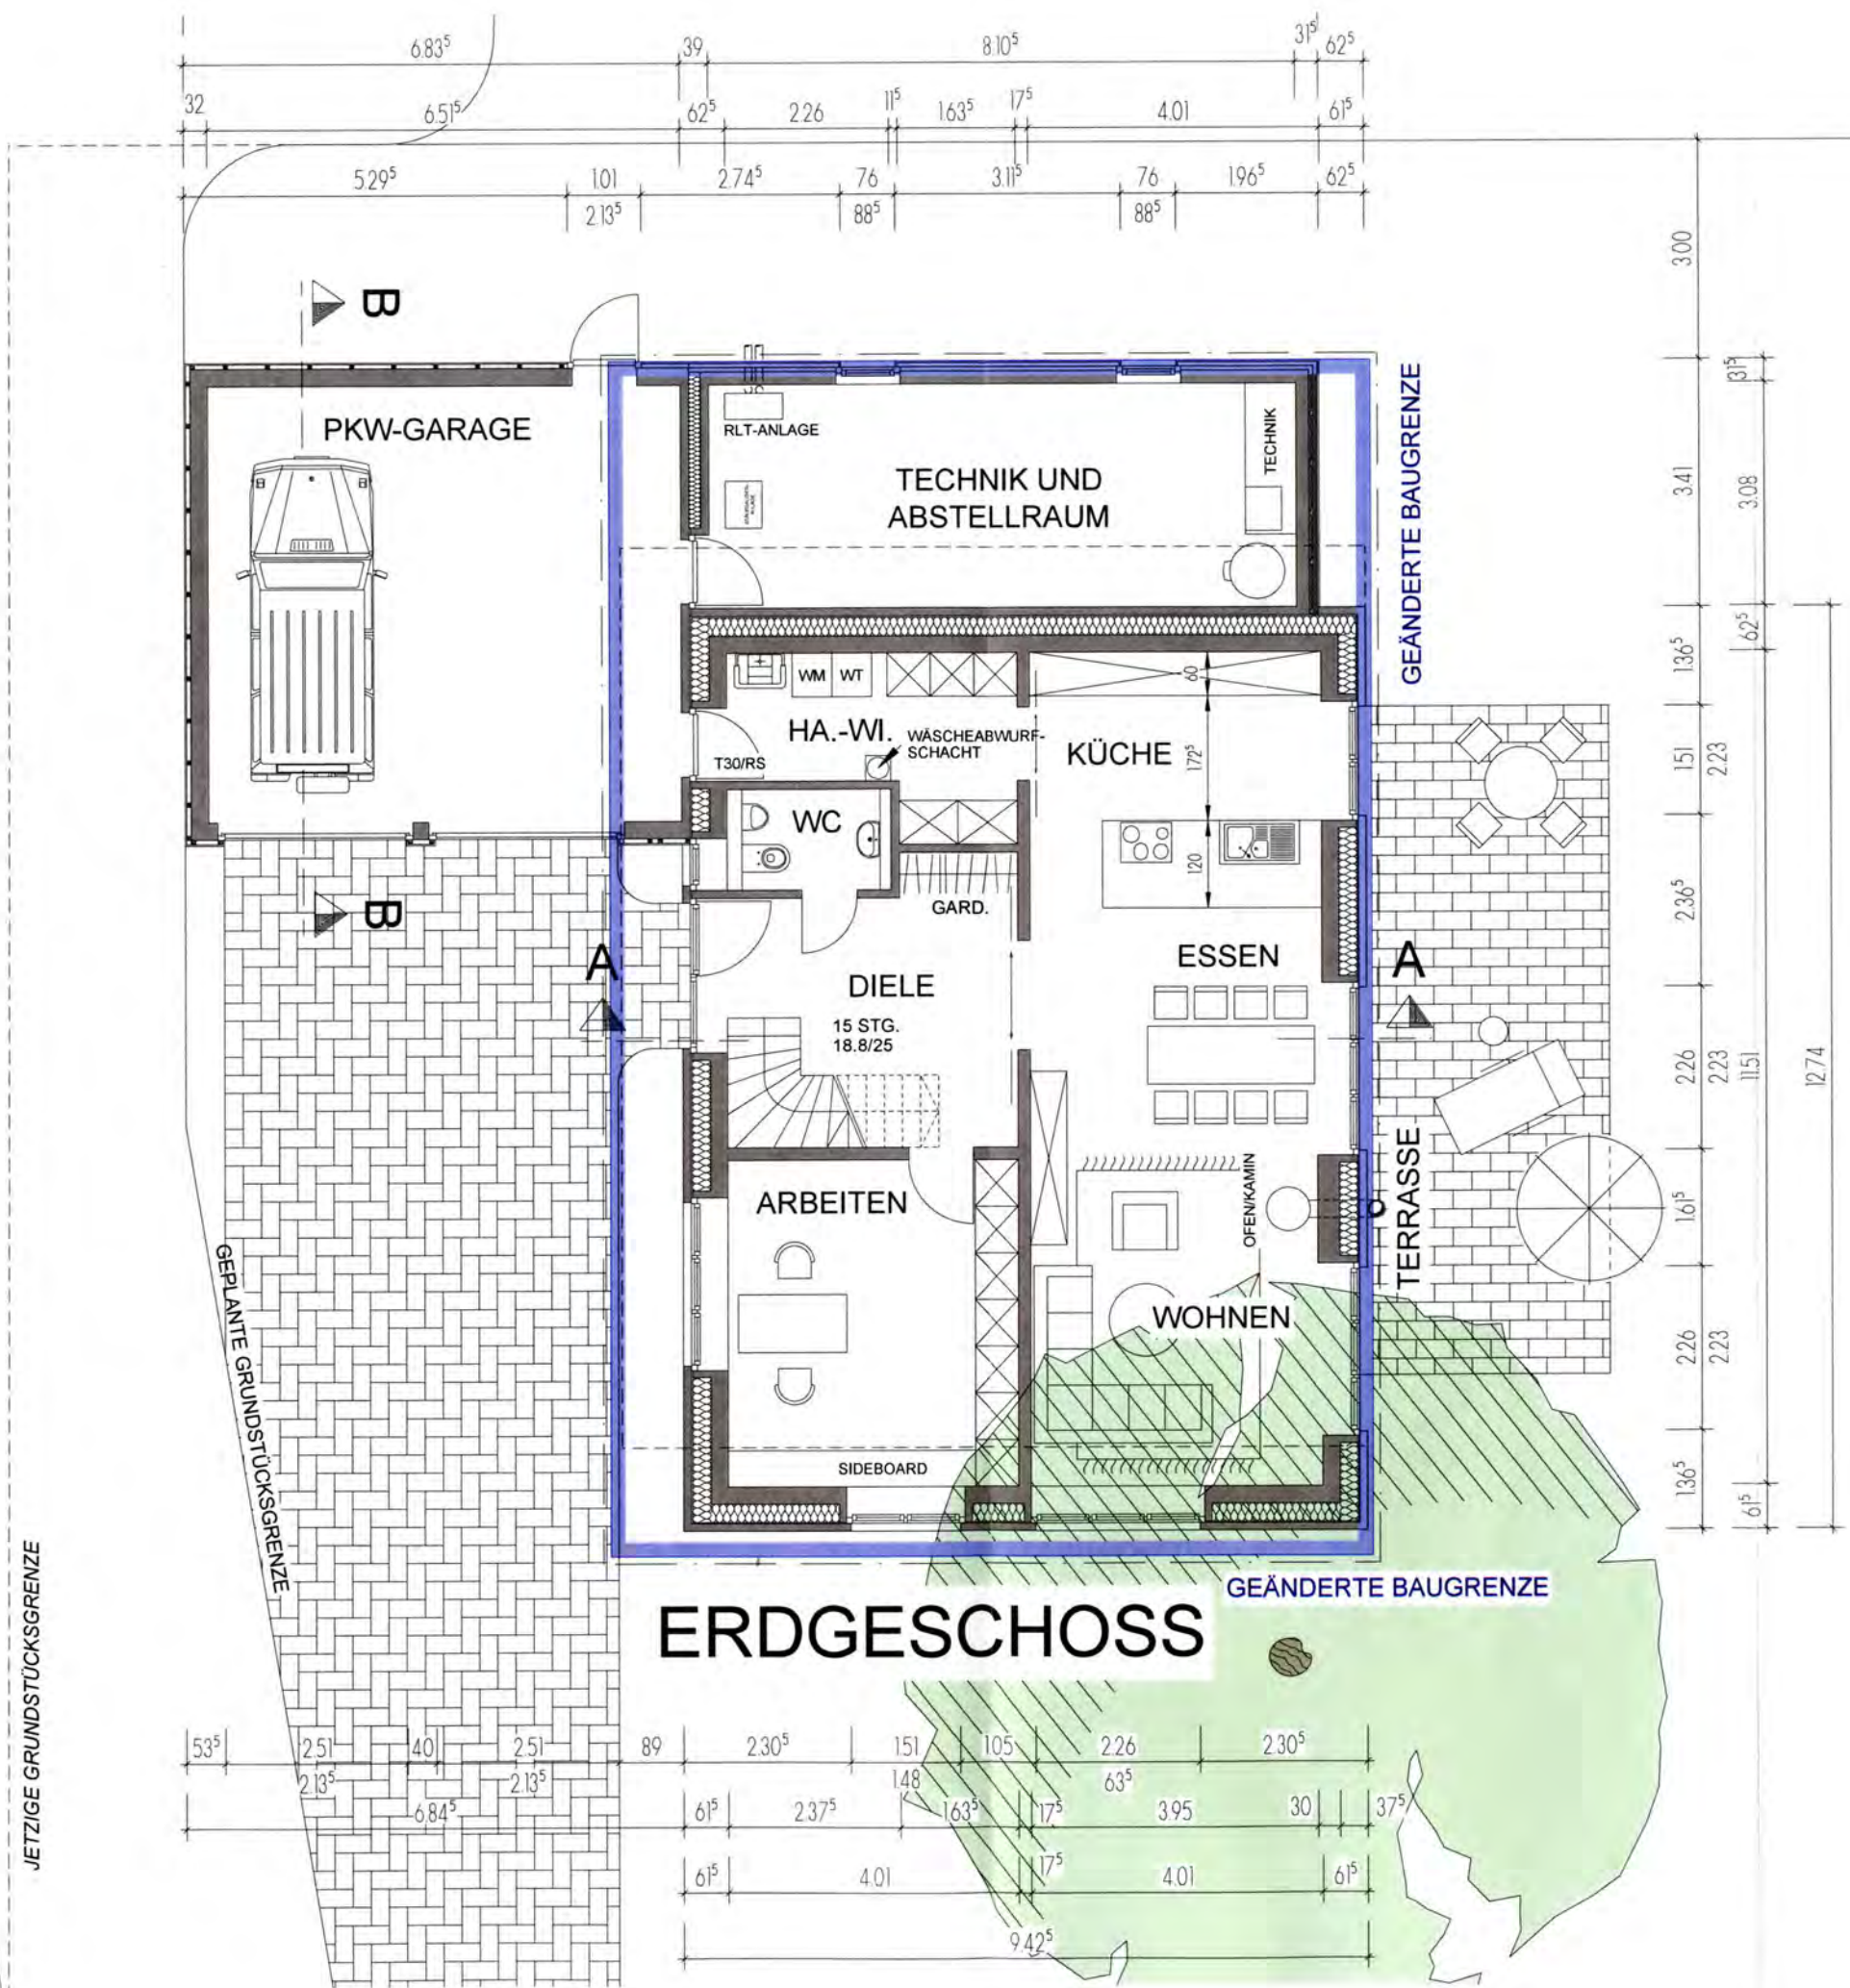 6.83⁵ 39 8.10⁵ 31⁵ 62⁵
32 6.51⁵ 62⁵ 2.26 11⁵ 1.63⁵ 17⁵ 4.01 61⁵
5.29⁵ 1.01 2.74⁵ 76 3.11⁵ 76 1.96⁵ 62⁵
2.13⁵ 88⁵ 88⁵
B
PKW-GARAGE
RLT-ANLAGE
TECHNIK
TECHNIK UND
ABSTELLRAUM
GEÄNDERTE BAUGRENZE
3.00
31⁵
3.41
3.08
1.36⁵
62⁵
WM WT
60
HA.-WI.
WÄSCHEABWURF-
SCHACHT
T30/RS
KÜCHE
1.72⁵
1.51
2.23
WC
120
GARD.
2.36⁵
B
A
DIELE
15 STG.
18.8/25
ESSEN
A
2.26
2.23
11.51
12.74
ARBEITEN
OFEN/KAMIN
TERRASSE
1.61⁵
WOHNEN
2.26
2.23
GEPLANTE GRUNDSTÜCKSGRENZE
SIDEBOARD
1.36⁵
61⁵
JETZIGE GRUNDSTÜCKSGRENZE
GEÄNDERTE BAUGRENZE
ERDGESCHOSS
53⁵ 2.51 40 2.51 89 2.30⁵ 1.51 1.05 2.26 2.30⁵
2.13⁵ 2.13⁵ 1.48 63⁵
6.84⁵ 61⁵ 2.37⁵ 1.63⁵ 17⁵ 3.95 30 37⁵
61⁵ 4.01 17⁵ 4.01 61⁵
9.42⁵